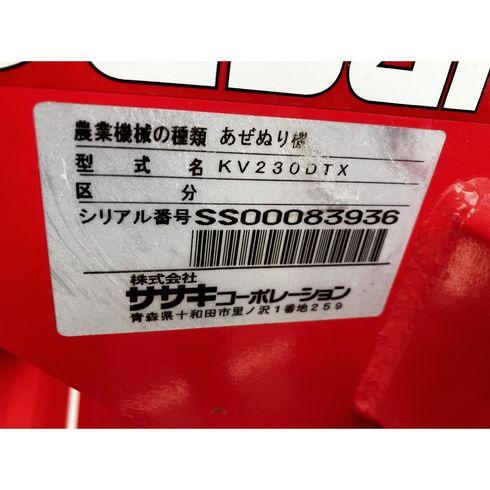 農業機械の種類 あぜぬり機
型式名 KV230DTX
区分
シリアル番号 SS00083936
株式会社
ササキコーポレーション
青森県十和田市里ノ沢1番地259